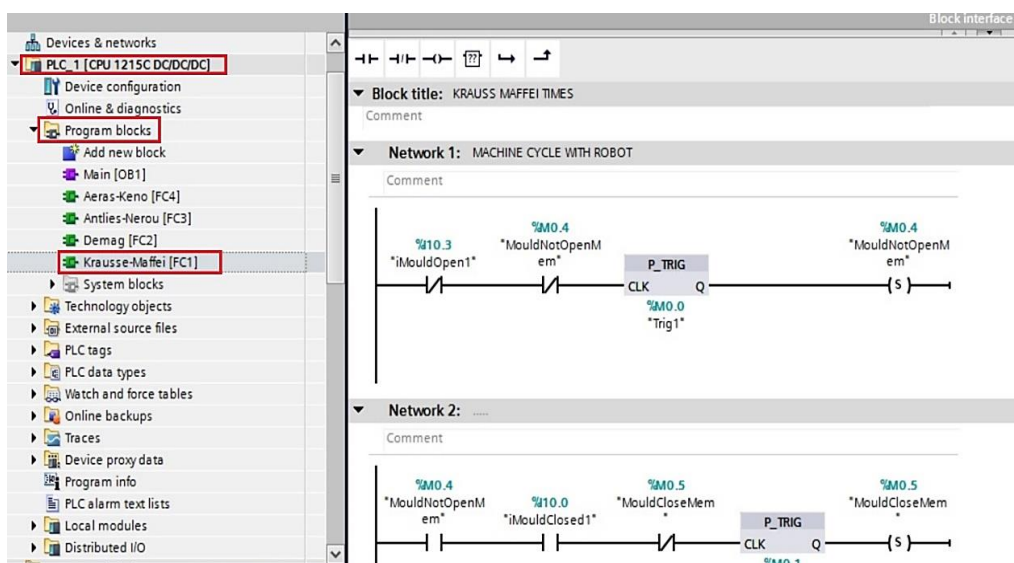 Block interface
Devices & networks
PLC_1 [CPU 1215C DC/DC/DC]
Device configuration
Online & diagnostics
Program blocks
Add new block
Main [OB1]
Aeras-Keno [FC4]
Antlies-Nerou [FC3]
Demag [FC2]
Krausse-Maffei [FC1]
System blocks
Technology objects
External source files
PLC tags
PLC data types
Watch and force tables
Online backups
Traces
Device proxy data
Program info
PLC alarm text lists
Local modules
Distributed I/O
??
Block title: KRAUSS MAFFEI TIMES
Comment
Network 1: MACHINE CYCLE WITH ROBOT
Comment
%I10.3
"iMouldOpen1"
%M0.4
"MouldNotOpenM
em"
P_TRIG
CLK Q
%M0.0
"Trig1"
%M0.4
"MouldNotOpenM
em"
( S )
Network 2: .....
Comment
%M0.4
"MouldNotOpenM
em"
%I10.0
"iMouldClosed1"
%M0.5
"MouldCloseMem
"
P_TRIG
CLK Q
%M0.1
%M0.5
"MouldCloseMem
"
( S )